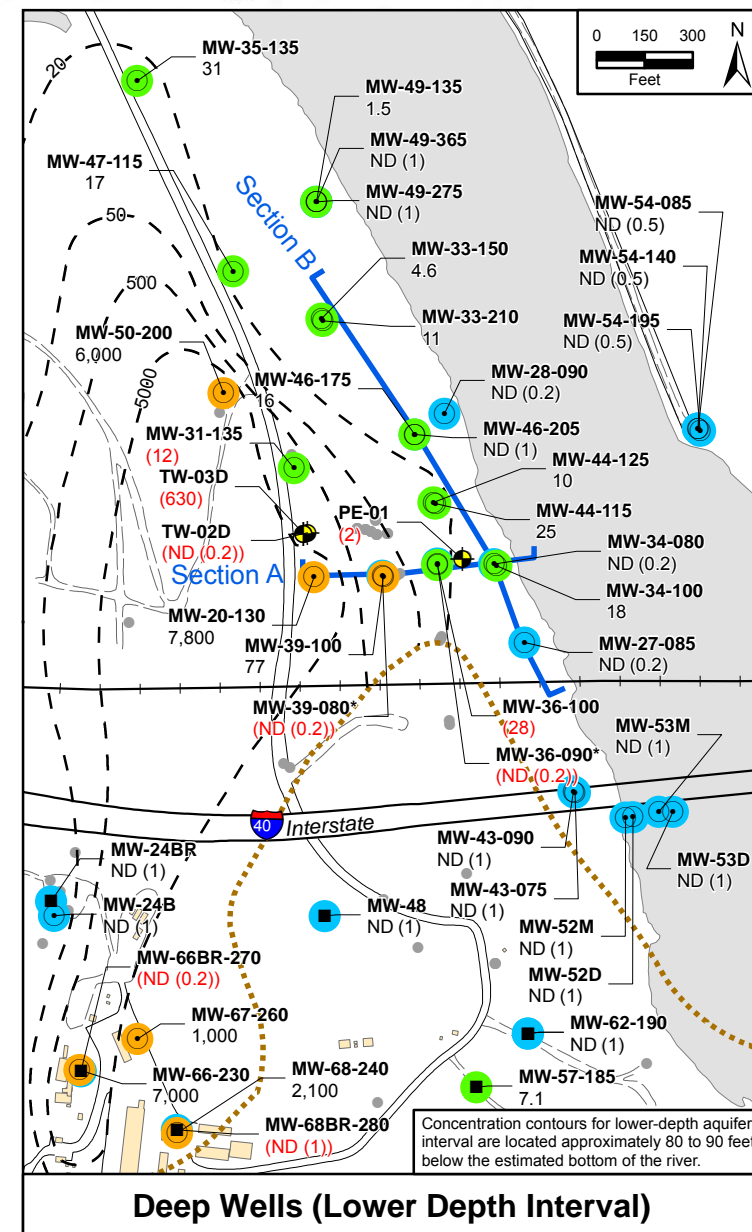 0 150 300
Feet
N
MW-35-135
31
20
MW-49-135
1.5
MW-49-365
ND (1)
MW-49-275
ND (1)
MW-47-115
17
Section B
50
MW-33-150
4.6
MW-33-210
11
MW-54-085
ND (0.5)
MW-54-140
ND (0.5)
MW-54-195
ND (0.5)
500
MW-50-200
6,000
5000
MW-46-175
16
MW-28-090
ND (0.2)
MW-31-135
(12)
MW-46-205
ND (1)
TW-03D
(630)
MW-44-125
10
TW-02D
(ND (0.2))
PE-01
(2)
MW-44-115
25
Section A
MW-34-080
ND (0.2)
MW-34-100
18
MW-20-130
7,800
MW-39-100
77
MW-27-085
ND (0.2)
MW-39-080*
(ND (0.2))
MW-36-100
(28)
MW-36-090*
(ND (0.2))
MW-53M
ND (1)
40
Interstate
MW-43-090
ND (1)
MW-53D
ND (1)
MW-24BR
ND (1)
MW-43-075
ND (1)
MW-24B
ND (1)
MW-48
ND (1)
MW-52M
ND (1)
MW-52D
ND (1)
MW-66BR-270
(ND (0.2))
MW-67-260
1,000
MW-62-190
ND (1)
MW-66-230
7,000
MW-68-240
2,100
MW-57-185
7.1
MW-68BR-280
(ND (1))
Concentration contours for lower-depth aquifer
interval are located approximately 80 to 90 feet
below the estimated bottom of the river.
Deep Wells (Lower Depth Interval)